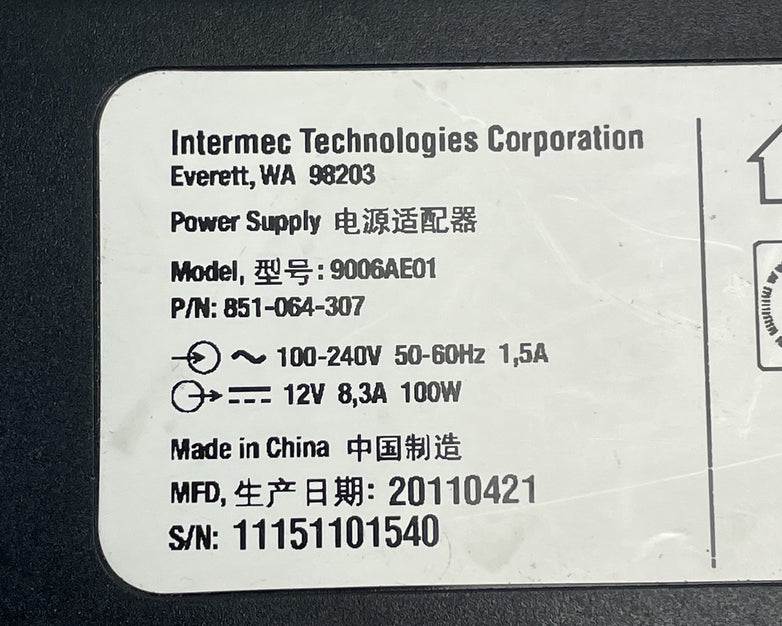 Intermec Technologies Corporation
Everett, WA 98203
Power Supply 电源适配器
Model, 型号: 9006AE01
P/N: 851-064-307
100-240V 50-60Hz 1,5A
12V 8,3A 100W
Made in China 中国制造
MFD, 生产日期: 20110421
S/N: 11151101540